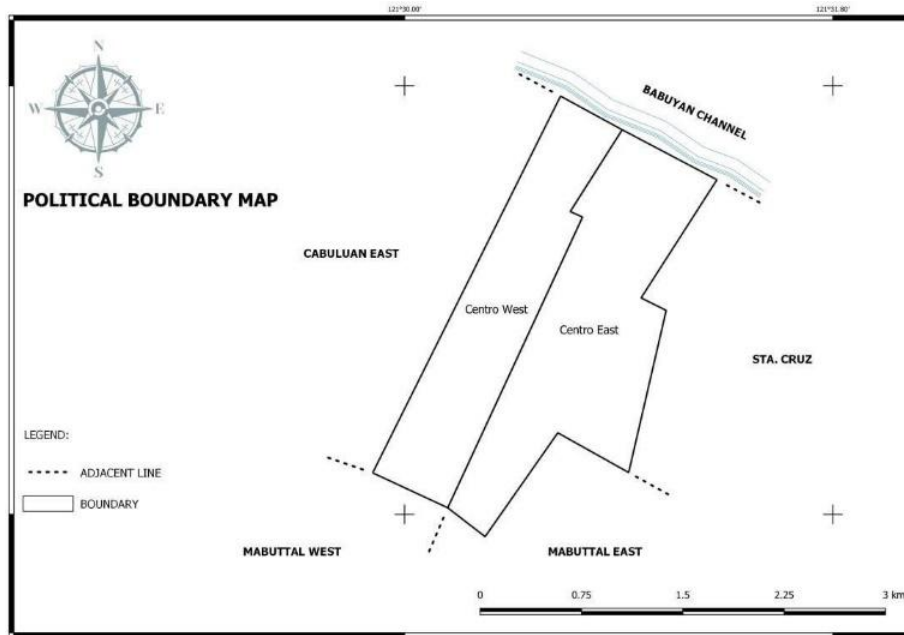 121°30.00' 121°31.80'
N
W E
S
BABUYAN CHANNEL
POLITICAL BOUNDARY MAP
CABULUAN EAST
Centro West
Centro East
STA. CRUZ
LEGEND:
ADJACENT LINE
BOUNDARY
MABUTTAL WEST
MABUTTAL EAST
0 0.75 1.5 2.25 3 km